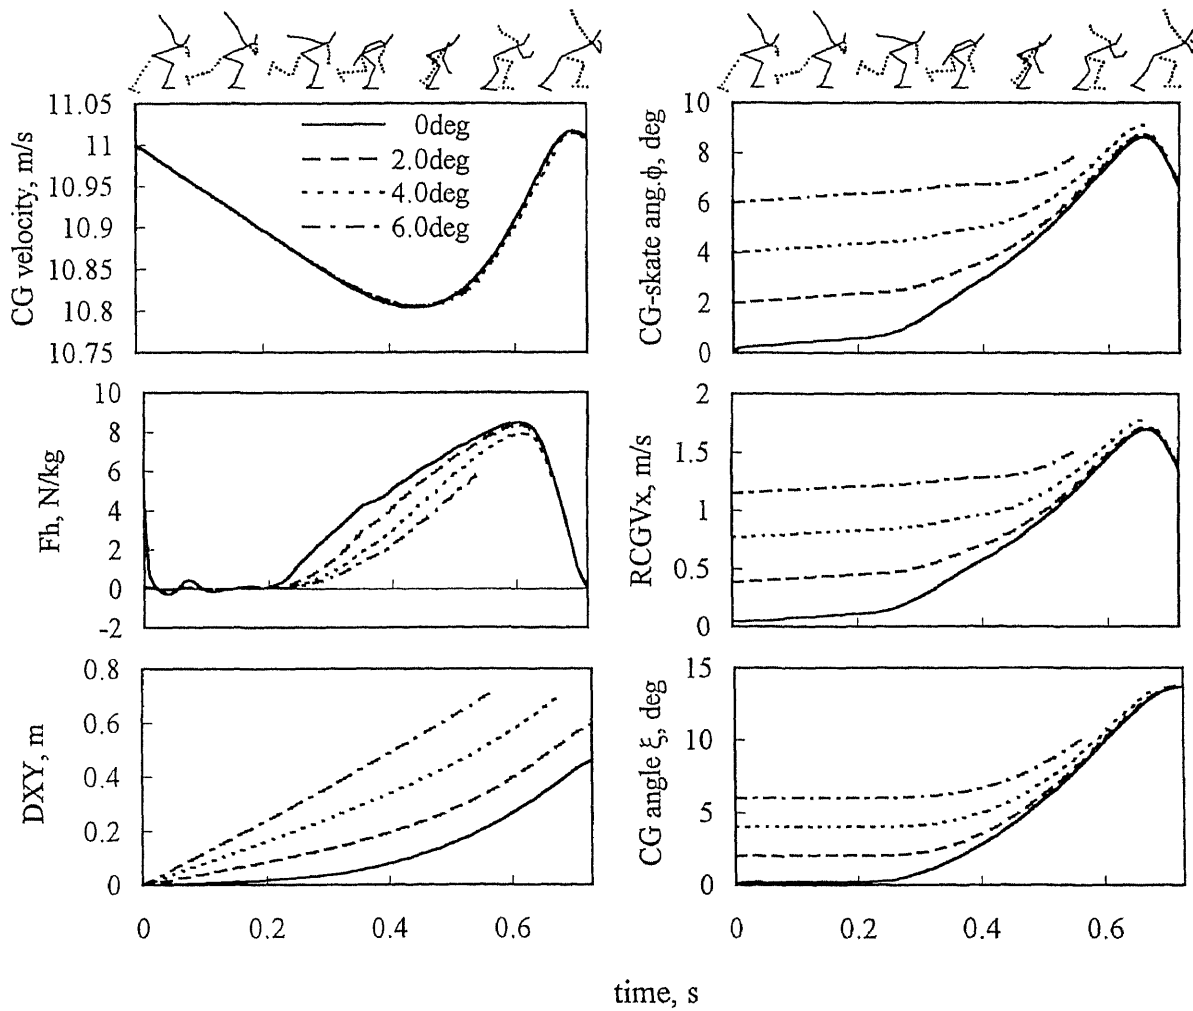 CG velocity, m/s
11.05
11
10.95
10.9
10.85
10.8
10.75
0deg
2.0deg
4.0deg
6.0deg
CG-skate ang.ϕ, deg
10
8
6
4
2
0
Fh, N/kg
10
8
6
4
2
0
-2
RCGVx, m/s
2
1.5
1
0.5
0
DXY, m
0.8
0.6
0.4
0.2
0
0 0.2 0.4 0.6
CG angle ξ, deg
15
10
5
0
0 0.2 0.4 0.6
time, s